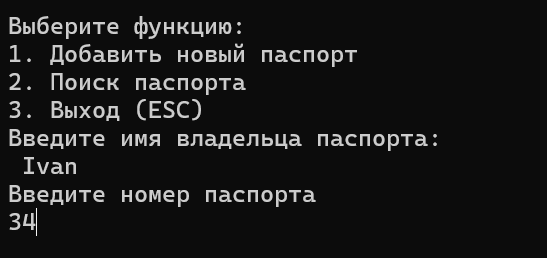 Выберите функцию:
1. Добавить новый паспорт
2. Поиск паспорта
3. Выход (ESC)
Введите имя владельца паспорта:
Ivan
Введите номер паспорта
34